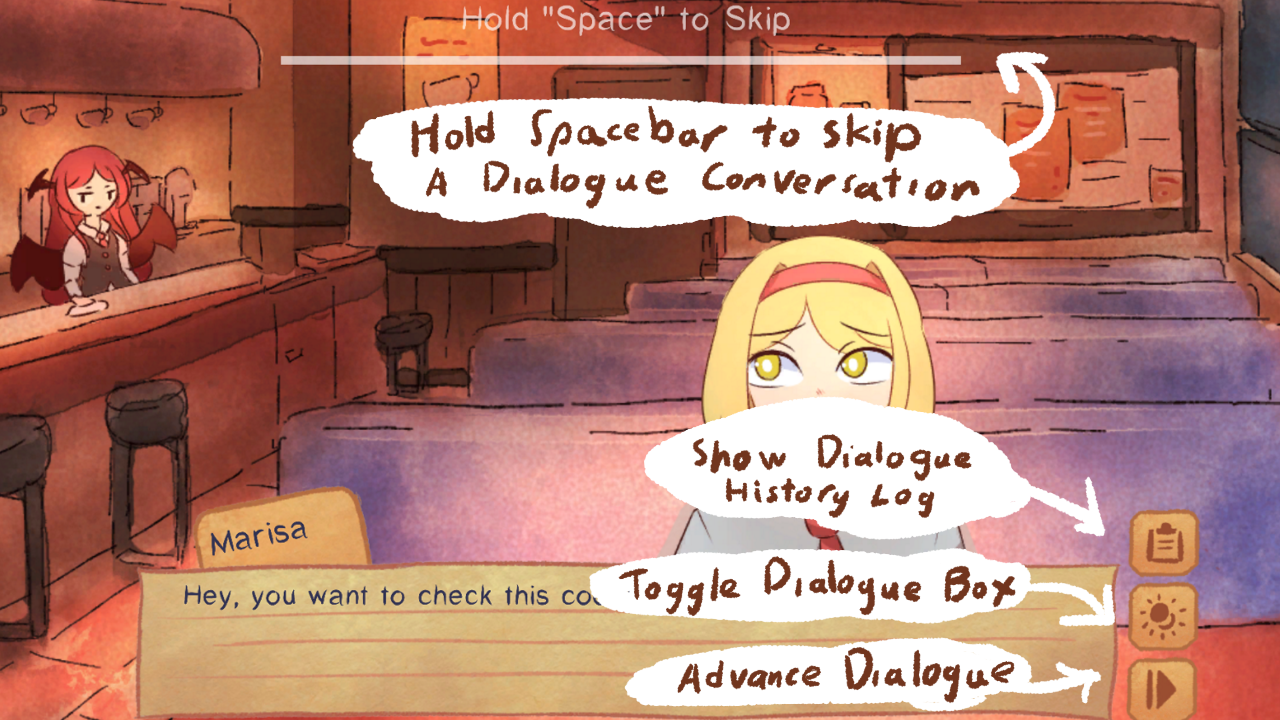 Hold "Space" to Skip
Hold Spacebar to skip
A Dialogue Conversation
Show Dialogue
History Log
Marisa
Hey, you want to check this
Toggle Dialogue Box
Advance Dialogue